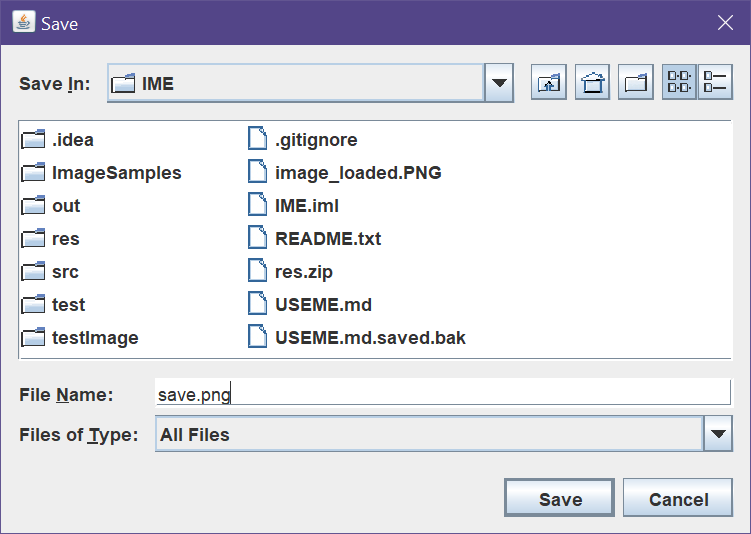 Save
Save In: IME
.idea
ImageSamples
out
res
src
test
testImage
.gitignore
image_loaded.PNG
IME.iml
README.txt
res.zip
USEME.md
USEME.md.saved.bak
File Name: save.png
Files of Type: All Files
Save Cancel